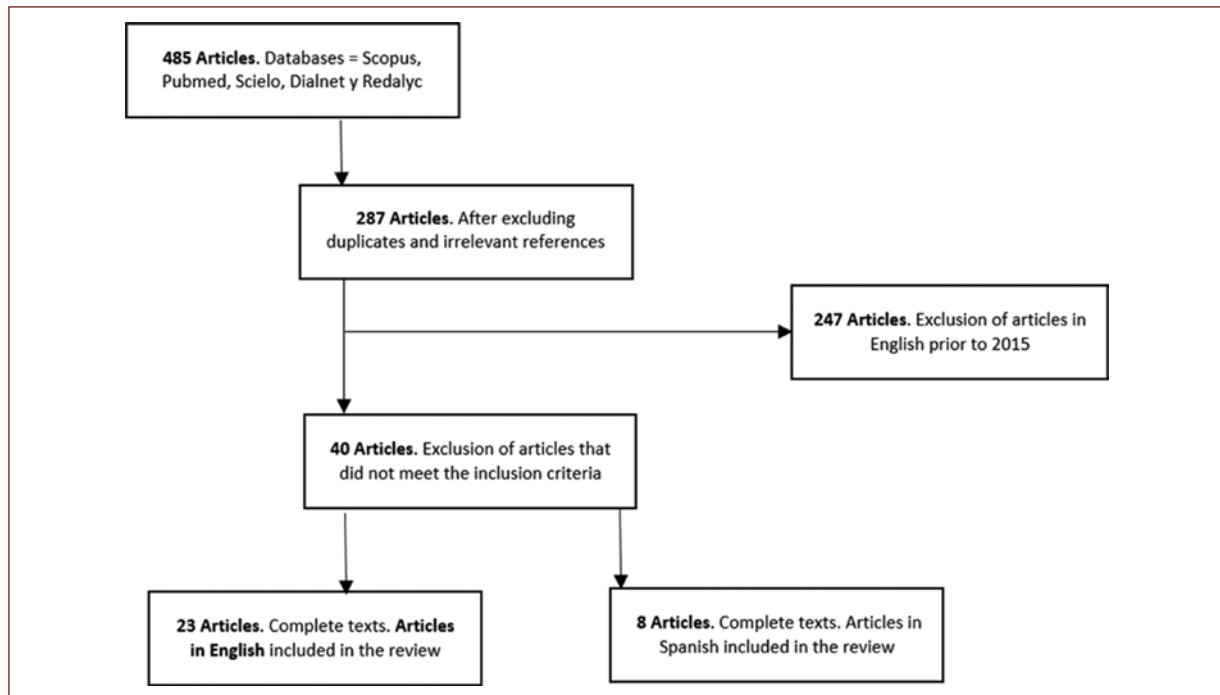 485 Articles. Databases = Scopus,
Pubmed, Scielo, Dialnet y Redalyc
287 Articles. After excluding
duplicates and irrelevant references
247 Articles. Exclusion of articles in
English prior to 2015
40 Articles. Exclusion of articles that
did not meet the inclusion criteria
23 Articles. Complete texts. Articles
in English included in the review
8 Articles. Complete texts. Articles in
Spanish included in the review